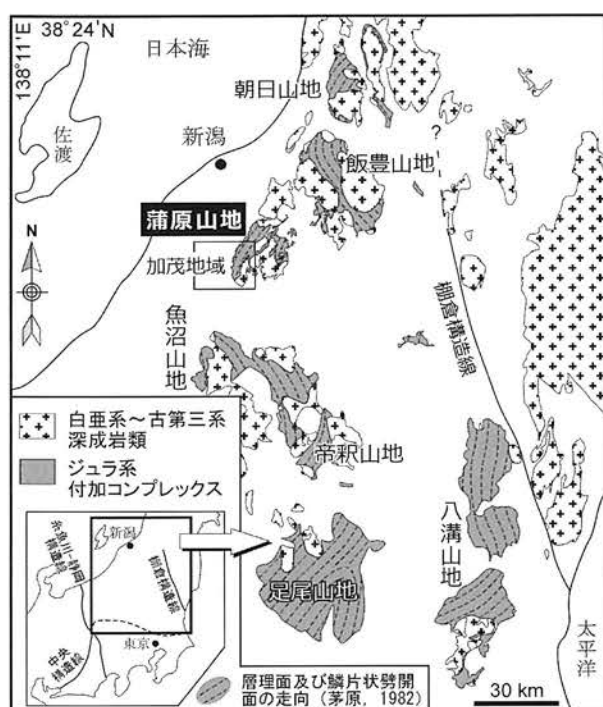 138°11′E
38°24′N
日本海
朝日山地
佐渡
新潟
?
飯豊山地
蒲原山地
N
加茂地域
棚倉構造線
魚沼山地
白亜系～古第三系
深成岩類
ジュラ系
付加コンプレックス
帝釈山地
八溝山地
新潟
糸魚川-静岡
構造線
棚倉構造線
足尾山地
東京
中央
構造線
太平洋
層理面及び鱗片状劈開
面の走向（茅原, 1982）
30 km